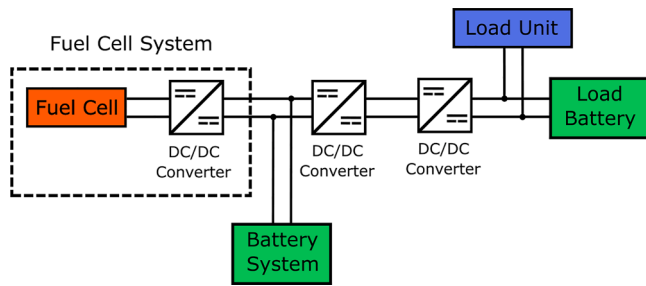 Fuel Cell System
Load Unit
Fuel Cell
Load
Battery
DC/DC
Converter
DC/DC
Converter
DC/DC
Converter
Battery
System